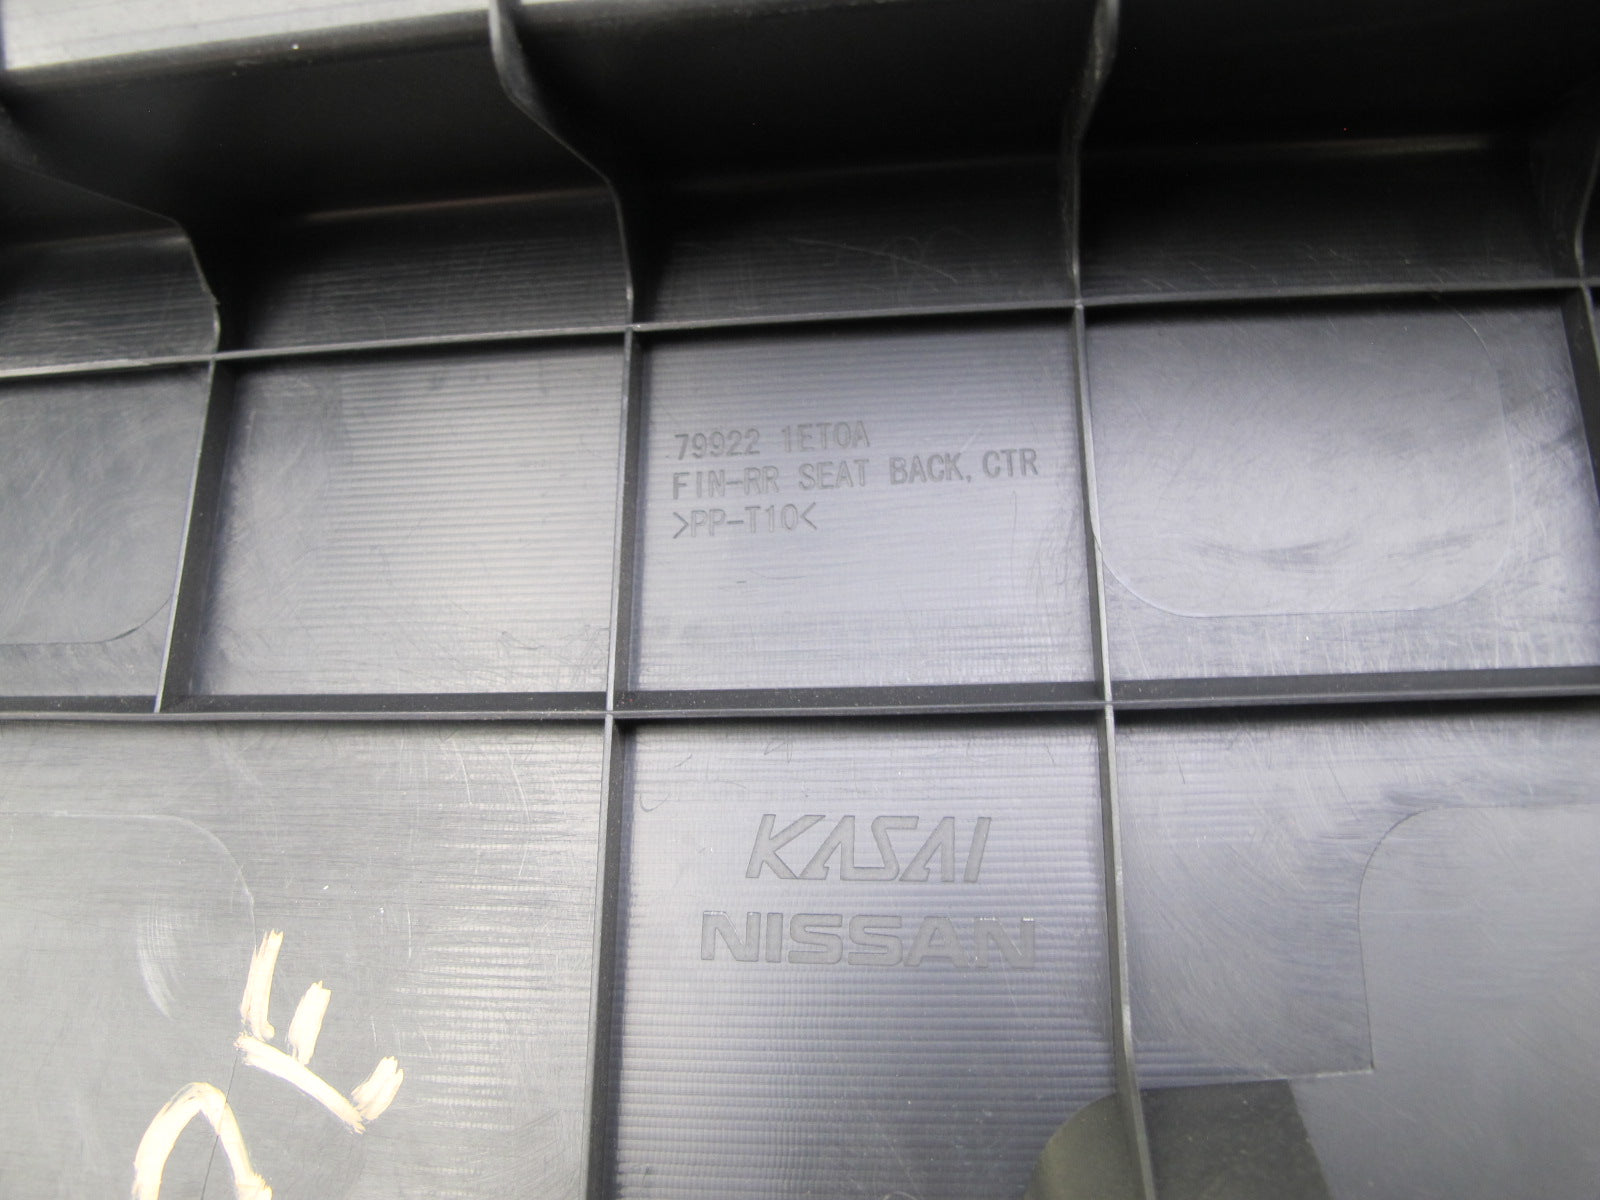 79922 1ET0A
FIN-RR SEAT BACK, CTR
>PP-T10<
KASAI
NISSAN